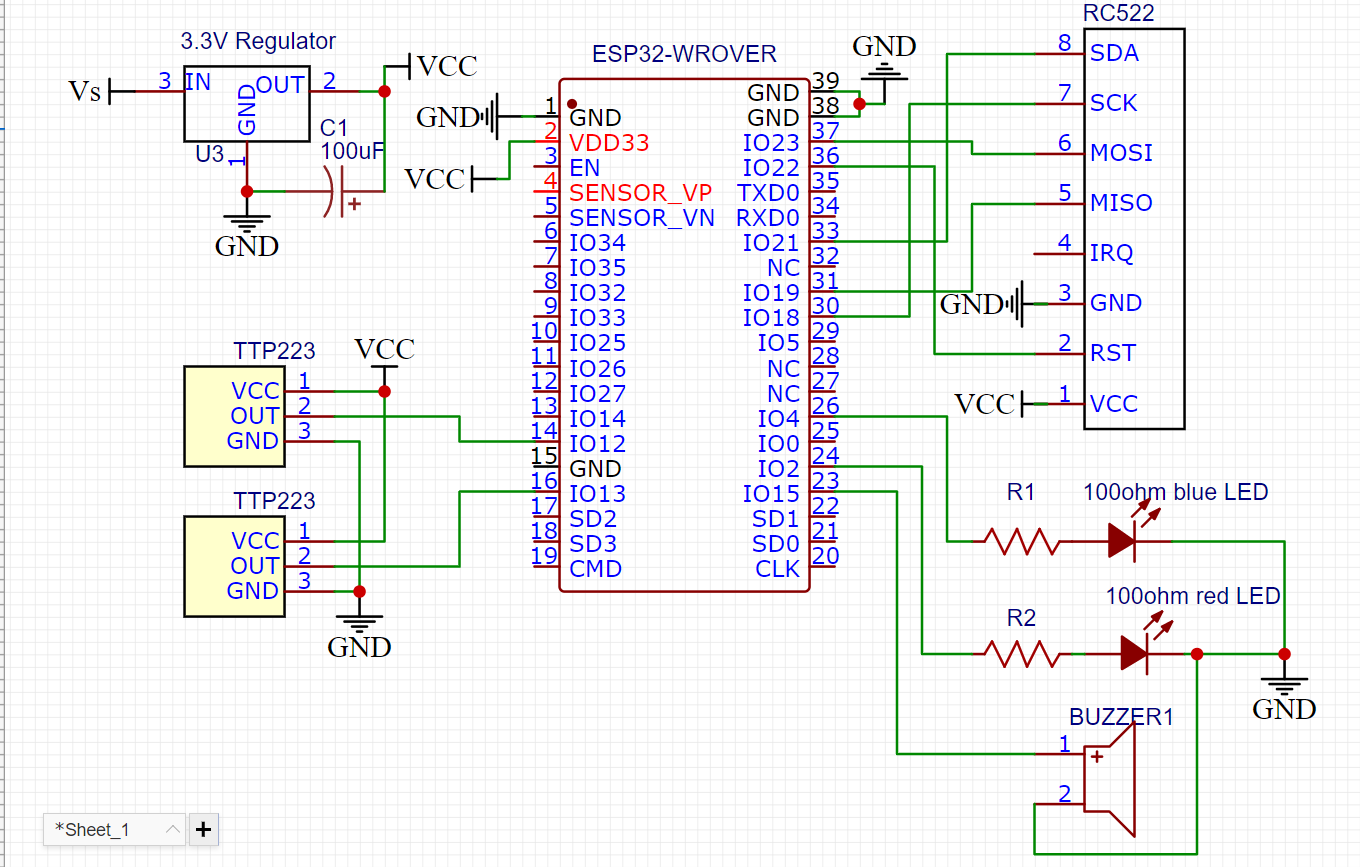 3.3V Regulator
Vs
3 IN
OUT 2
GND
1
U3
VCC
C1
100uF
+
GND
TTP223
VCC 1
OUT 2
GND 3
VCC
TTP223
VCC 1
OUT 2
GND 3
GND
ESP32-WROVER
GND
VCC
1 GND
2 VDD33
3 EN
4 SENSOR_VP
5 SENSOR_VN
6 IO34
7 IO35
8 IO32
9 IO33
10 IO25
11 IO26
12 IO27
13 IO14
14 IO12
15 GND
16 IO13
17 SD2
18 SD3
19 CMD
GND 39
GND 38
IO23 37
IO22 36
TXD0 35
RXD0 34
IO21 33
NC 32
IO19 31
IO18 30
IO5 29
NC 28
NC 27
IO4 26
IO0 25
IO2 24
IO15 23
SD1 22
SD0 21
CLK 20
GND
RC522
8 SDA
7 SCK
6 MOSI
5 MISO
4 IRQ
GND 3 GND
2 RST
VCC 1 VCC
R1
100ohm blue LED
R2
100ohm red LED
GND
BUZZER1
1
+
2
*Sheet_1
+